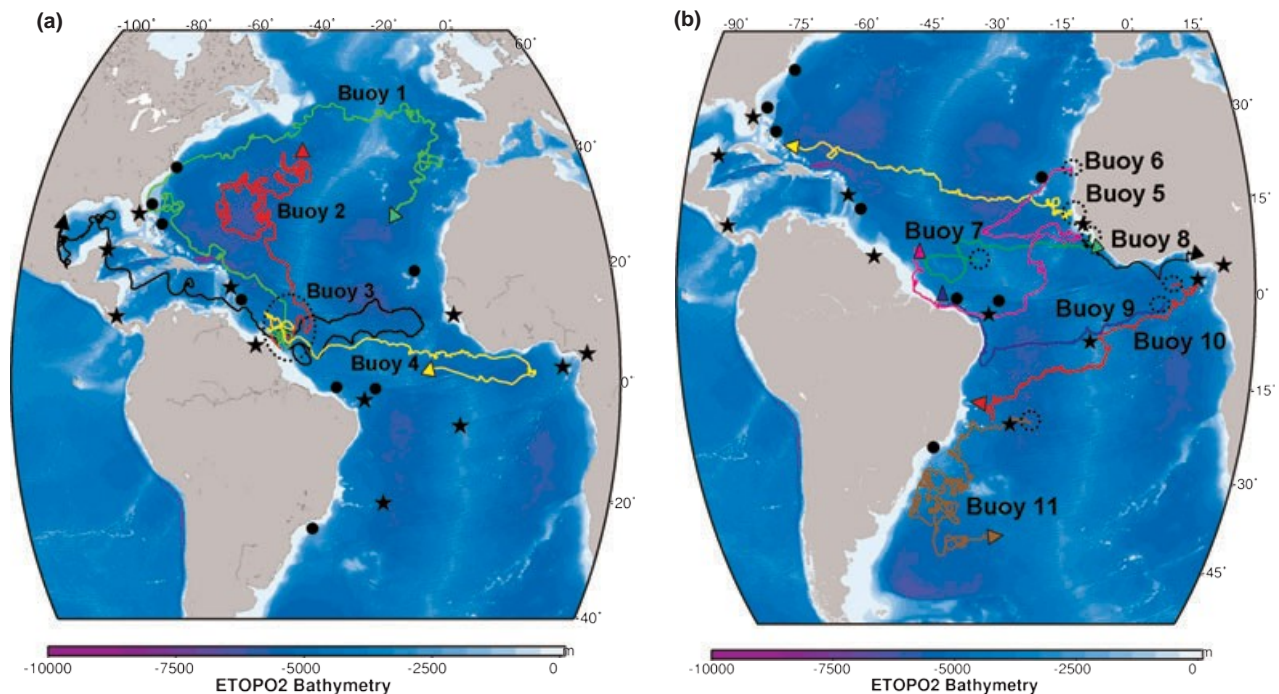 (a)
-100° -80° -60° -40° -20° 0° 20°
60°
Buoy 1
40°
Buoy 2
20°
Buoy 3
Buoy 4
0°
-20°
-40°
m
-10000 -7500 -5000 -2500 0
ETOPO2 Bathymetry
(b)
-90° -75° -60° -45° -30° -15° 0° 15°
30°
Buoy 6
Buoy 5
15°
Buoy 7
Buoy 8
0°
Buoy 9
Buoy 10
-15°
-30°
Buoy 11
-45°
m
-10000 -7500 -5000 -2500 0
ETOPO2 Bathymetry